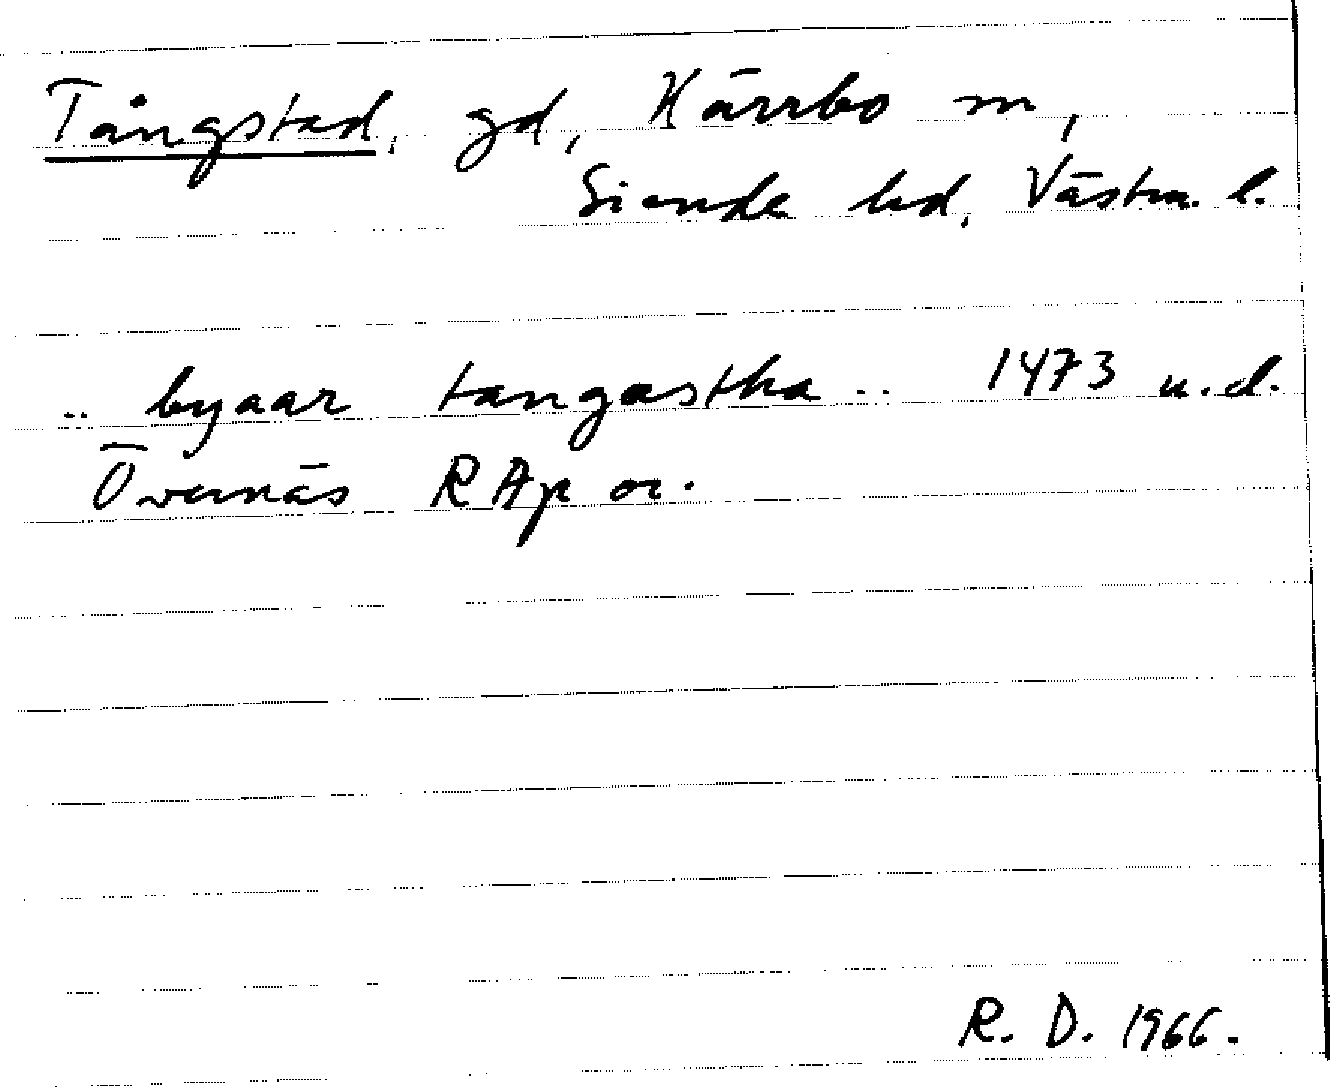 Tångstad, gd, Kärrbo sn,
Siende hd, Västm. l.
.. byaar tangastha .. 1473 u.d.
Övernäs RAp or.
R. D. 1966.